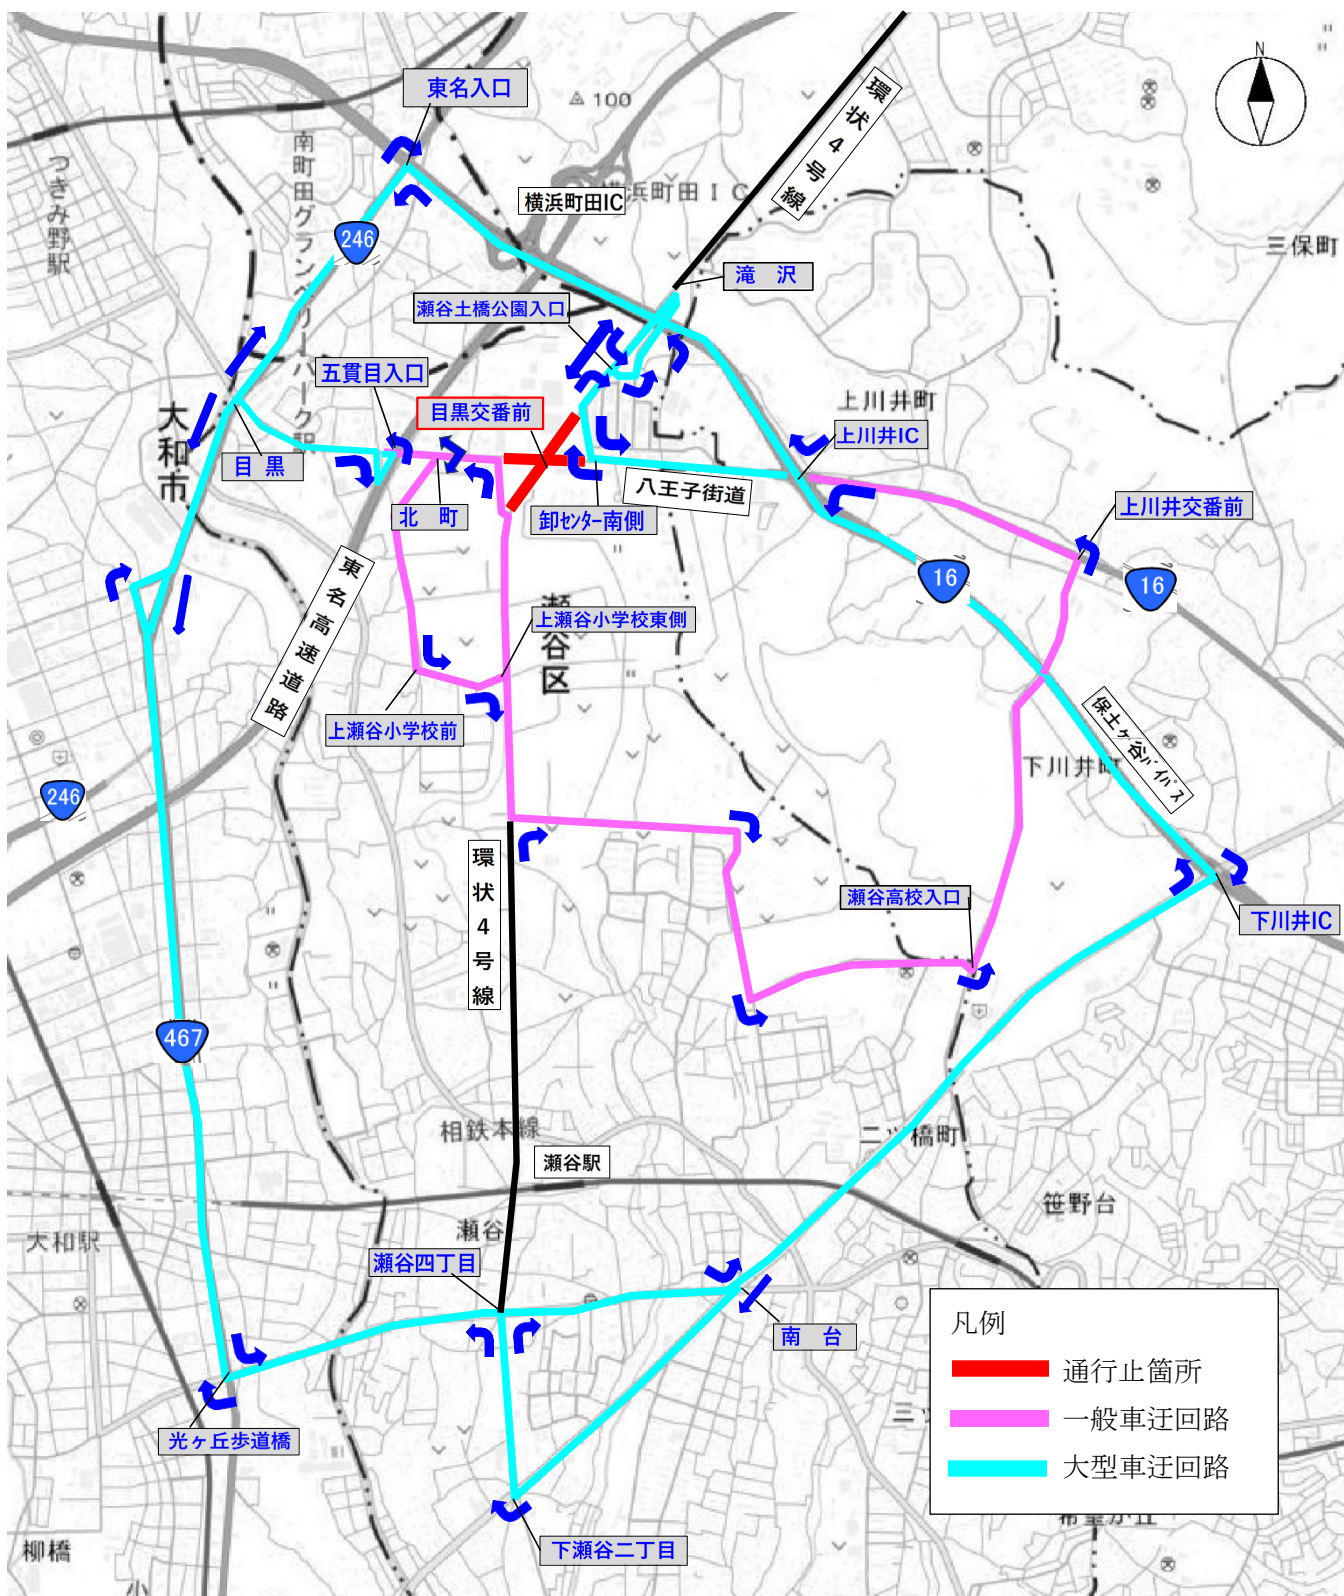 N
東名入口
環状4号線
100
南町田グランベリーパーク駅
つきみ野駅
横浜町田IC
浜町田IC
246
三保町
滝 沢
瀬谷土橋公園入口
五貫目入口
上川井町
目黒交番前
大和市
上川井IC
目 黒
八王子街道
北 町
卸センター南側
上川井交番前
東名高速道路
16
16
瀬谷区
上瀬谷小学校東側
上瀬谷小学校前
保土ヶ谷バイパス
下川井町
246
環状4号線
瀬谷高校入口
下川井IC
467
相鉄本線
二ツ橋町
瀬谷駅
笹野台
瀬谷
大和駅
瀬谷四丁目
南 台
凡例
通行止箇所
一般車迂回路
大型車迂回路
三ツ
光ヶ丘歩道橋
希望が丘
下瀬谷二丁目
柳橋
小